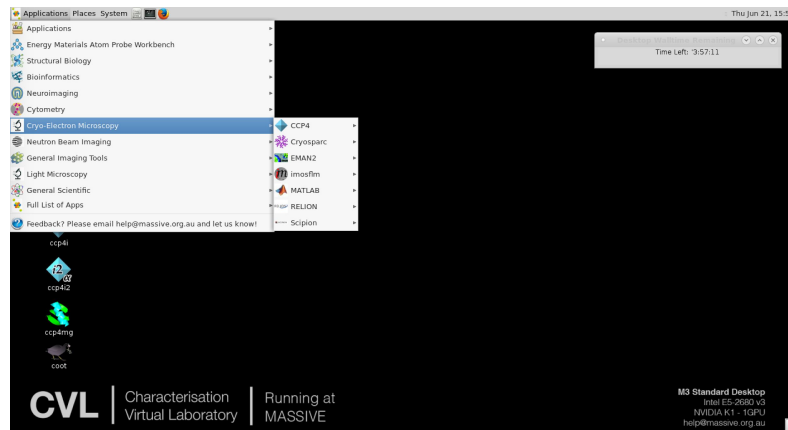 Applications Places System
Thu Jun 21, 15:5
Applications
Energy Materials Atom Probe Workbench
Structural Biology
Bioinformatics
Neuroimaging
Cytometry
Cryo-Electron Microscopy
Neutron Beam Imaging
General Imaging Tools
Light Microscopy
General Scientific
Full List of Apps
Feedback? Please email help@massive.org.au and let us know!
CCP4
Cryosparc
EMAN2
imosflm
MATLAB
RELION
Scipion
Time Left: '3:57:11
ccp4i
ccp4i2
ccp4mg
coot
CVL
Characterisation
Virtual Laboratory
Running at
MASSIVE
M3 Standard Desktop
Intel E5-2680 v3
NVIDIA K1 - 1GPU
help@massive.org.au